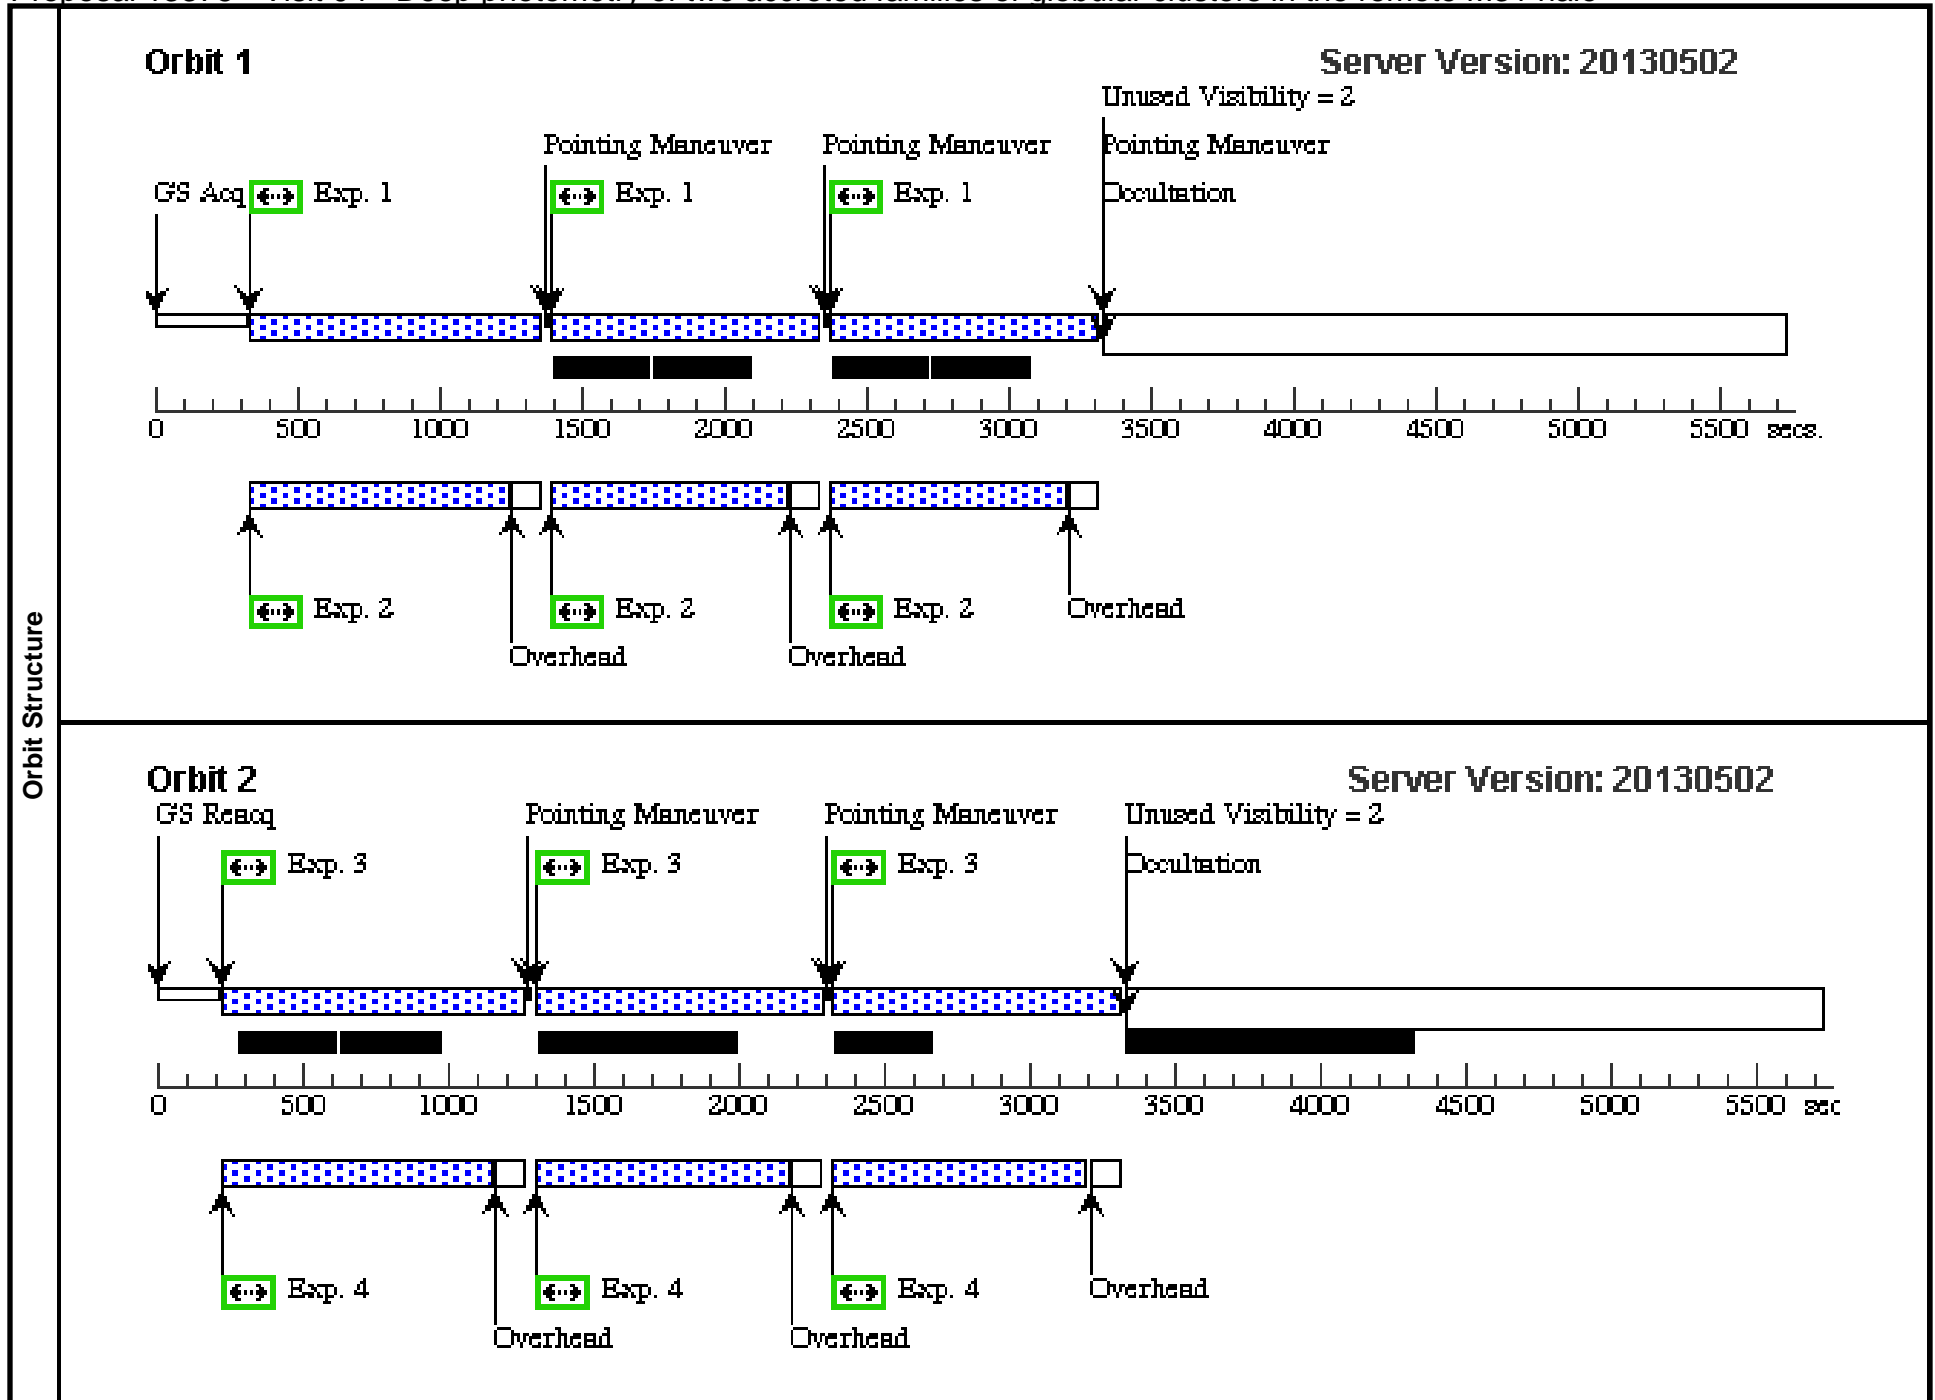 Orbit Structure
Orbit 1
Server Version: 20130502
Unused Visibility = 2
Pointing Maneuver Pointing Maneuver Pointing Maneuver
GS Acq Exp. 1 Exp. 1 Exp. 1 Occultation
0 500 1000 1500 2000 2500 3000 3500 4000 4500 5000 5500 secs.
Exp. 2 Exp. 2 Exp. 2 Overhead
Overhead Overhead
Orbit 2
Server Version: 20130502
GS Reacq Pointing Maneuver Pointing Maneuver Unused Visibility = 2
Exp. 3 Exp. 3 Exp. 3 Occultation
0 500 1000 1500 2000 2500 3000 3500 4000 4500 5000 5500 sec
Exp. 4 Exp. 4 Exp. 4 Overhead
Overhead Overhead